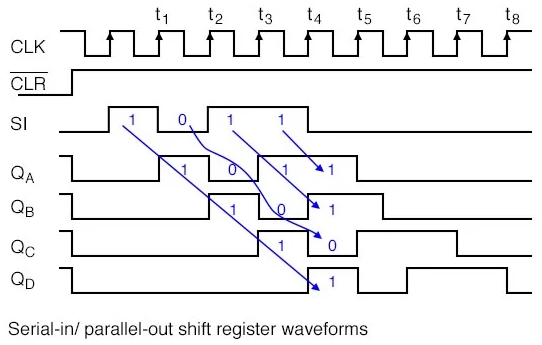 t1 t2 t3 t4 t5 t6 t7 t8
CLK
CLR
SI 1 0 1 1
QA 1 0 1 1
QB 1 0 1
QC 1 0
QD 1
Serial-in/ parallel-out shift register waveforms